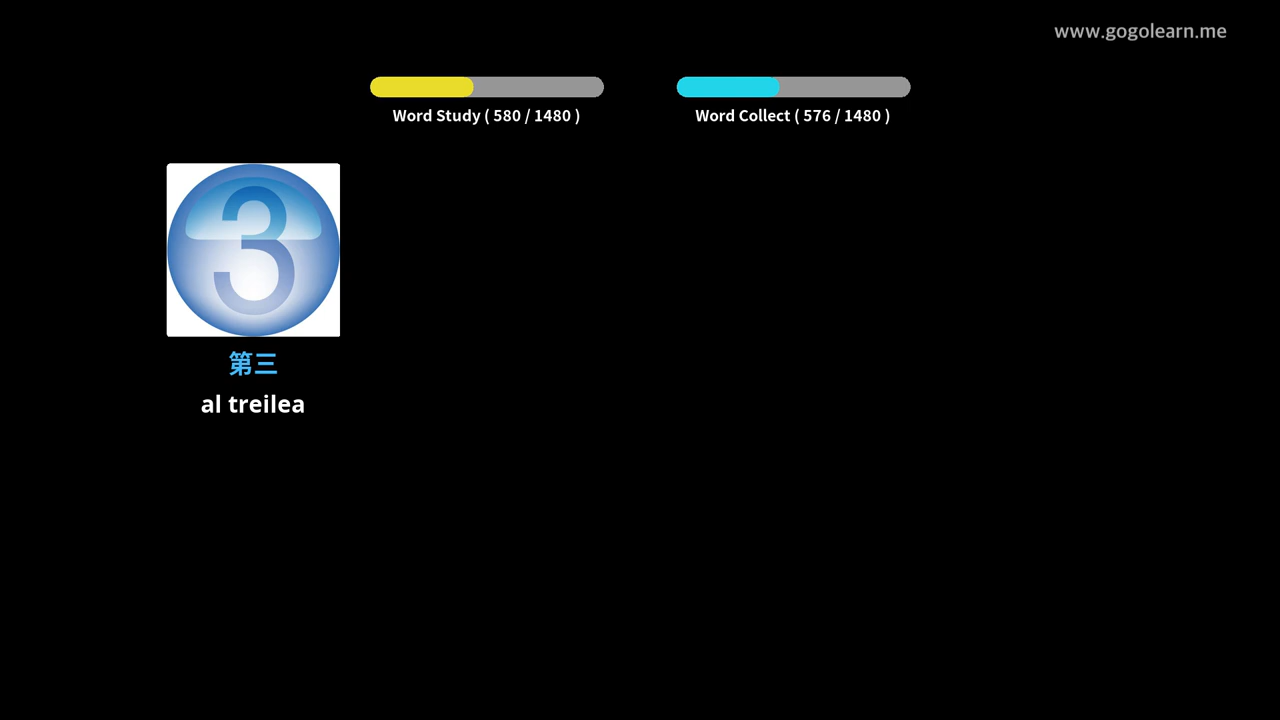 www.gogolearn.me
Word Study ( 580 / 1480 )
Word Collect ( 576 / 1480 )
3
第三
al treilea